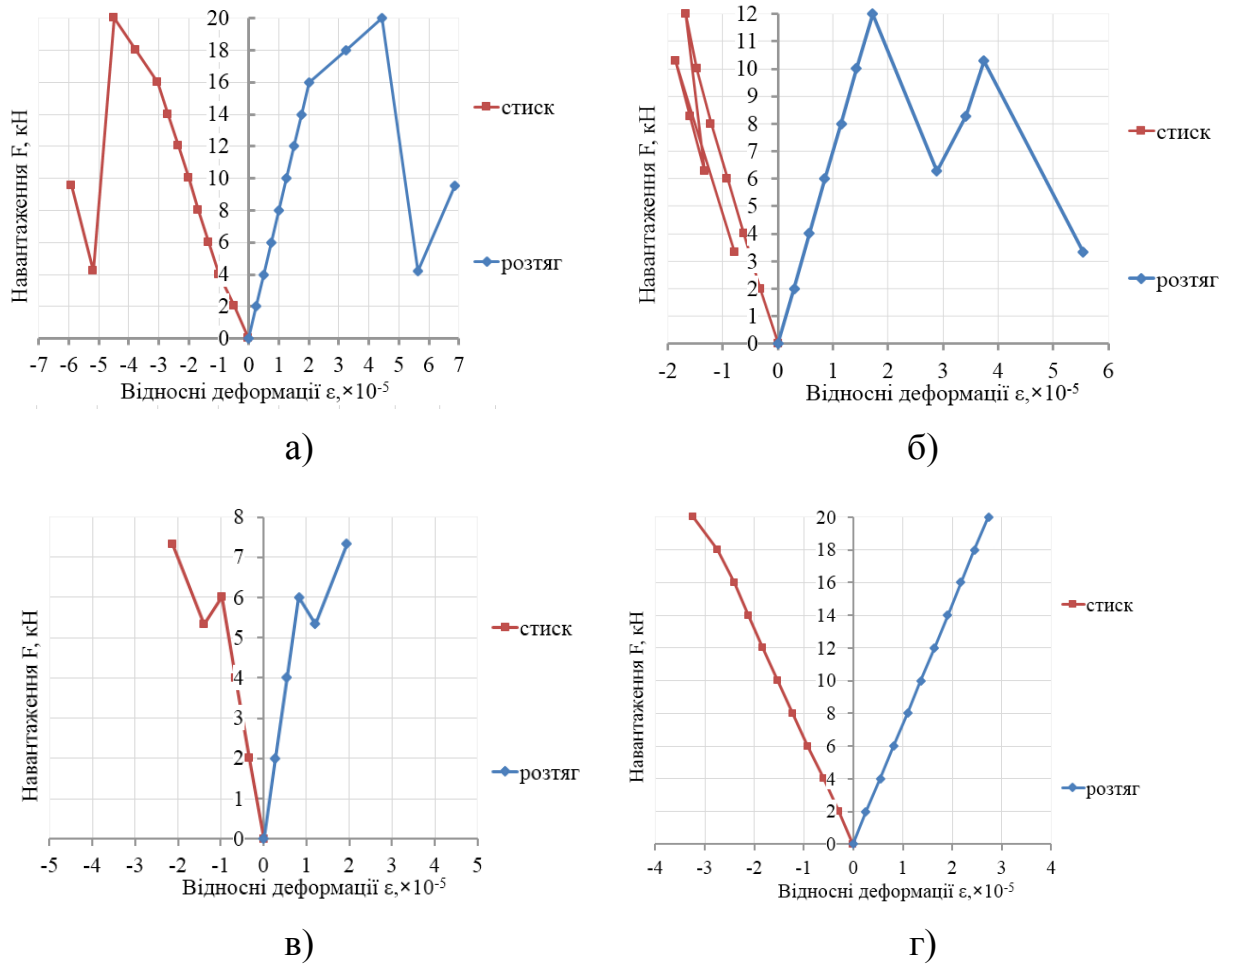 Навантаження F, кН
20
18
16
14
12
10
8
6
4
2
0
-7 -6 -5 -4 -3 -2 -1 0 1 2 3 4 5 6 7
Відносні деформації ε,×10-5
стиск
розтяг
а)
Навантаження F, кН
12
11
10
9
8
7
6
5
4
3
2
1
0
-2 -1 0 1 2 3 4 5 6
Відносні деформації ε,×10-5
стиск
розтяг
б)
Навантаження F, кН
8
7
6
5
4
3
2
1
0
-5 -4 -3 -2 -1 0 1 2 3 4 5
Відносні деформації ε,×10-5
стиск
розтяг
в)
Навантаження F, кН
20
18
16
14
12
10
8
6
4
2
0
-4 -3 -2 -1 0 1 2 3 4
Відносні деформації ε,×10-5
стиск
розтяг
г)